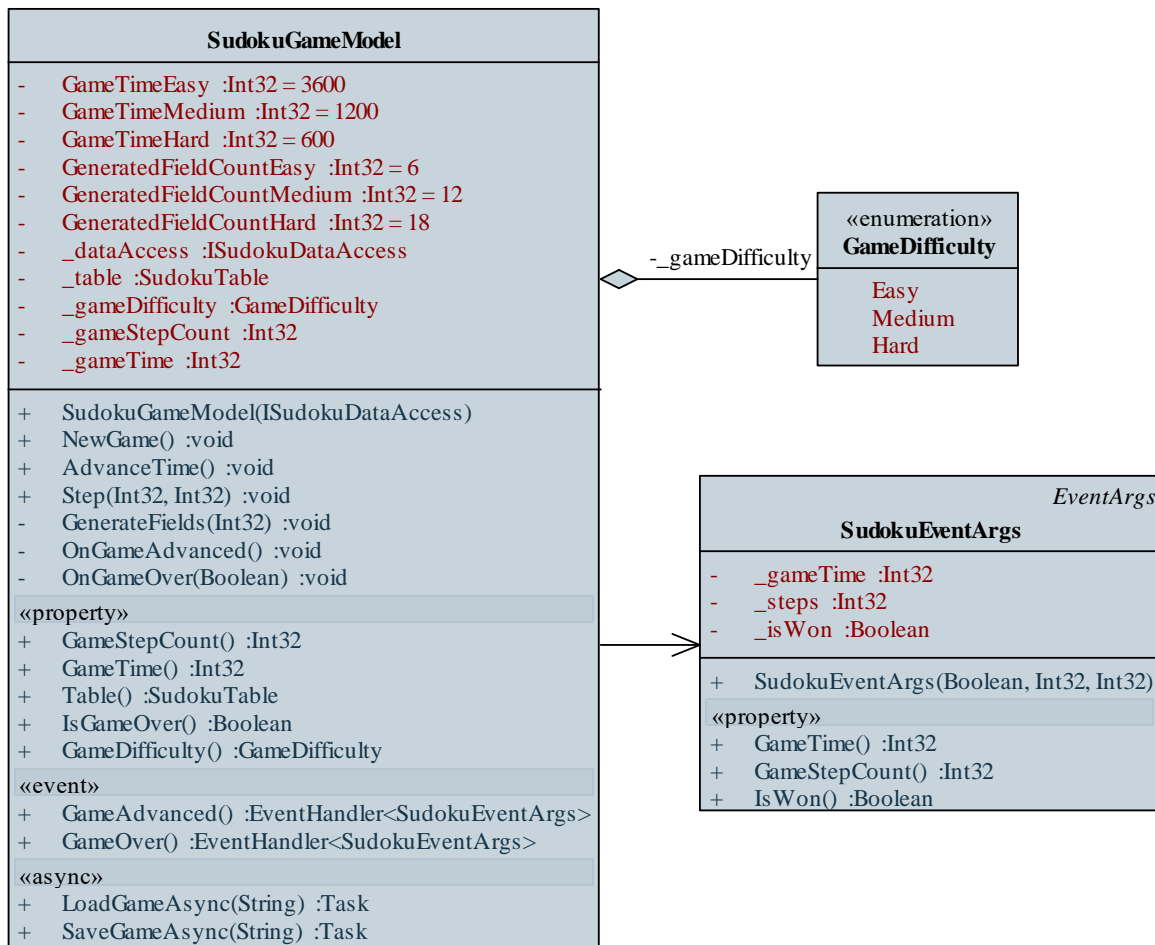 SudokuGameModel
- GameTimeEasy :Int32 = 3600
- GameTimeMedium :Int32 = 1200
- GameTimeHard :Int32 = 600
- GeneratedFieldCountEasy :Int32 = 6
- GeneratedFieldCountMedium :Int32 = 12
- GeneratedFieldCountHard :Int32 = 18
- _dataAccess :ISudokuDataAccess
- _table :SudokuTable
- _gameDifficulty :GameDifficulty
- _gameStepCount :Int32
- _gameTime :Int32
+ SudokuGameModel(ISudokuDataAccess)
+ NewGame() :void
+ AdvanceTime() :void
+ Step(Int32, Int32) :void
- GenerateFields(Int32) :void
- OnGameAdvanced() :void
- OnGameOver(Boolean) :void
«property»
+ GameStepCount() :Int32
+ GameTime() :Int32
+ Table() :SudokuTable
+ IsGameOver() :Boolean
+ GameDifficulty() :GameDifficulty
«event»
+ GameAdvanced() :EventHandler<SudokuEventArgs>
+ GameOver() :EventHandler<SudokuEventArgs>
«async»
+ LoadGameAsync(String) :Task
+ SaveGameAsync(String) :Task
-_gameDifficulty
«enumeration»
GameDifficulty
Easy
Medium
Hard
EventArgs
SudokuEventArgs
- _gameTime :Int32
- _steps :Int32
- _isWon :Boolean
+ SudokuEventArgs(Boolean, Int32, Int32)
«property»
+ GameTime() :Int32
+ GameStepCount() :Int32
+ IsWon() :Boolean